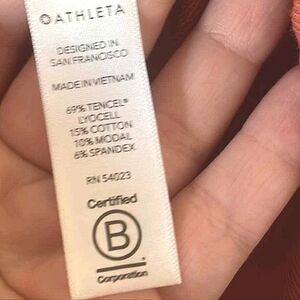 ATHLETA
DESIGNED IN
SAN FRANCISCO
MADE IN VIETNAM
69% TENCEL®
LYOCELL
15% COTTON
10% MODAL
6% SPANDEX
RN 54023
Certified
B
Corporation